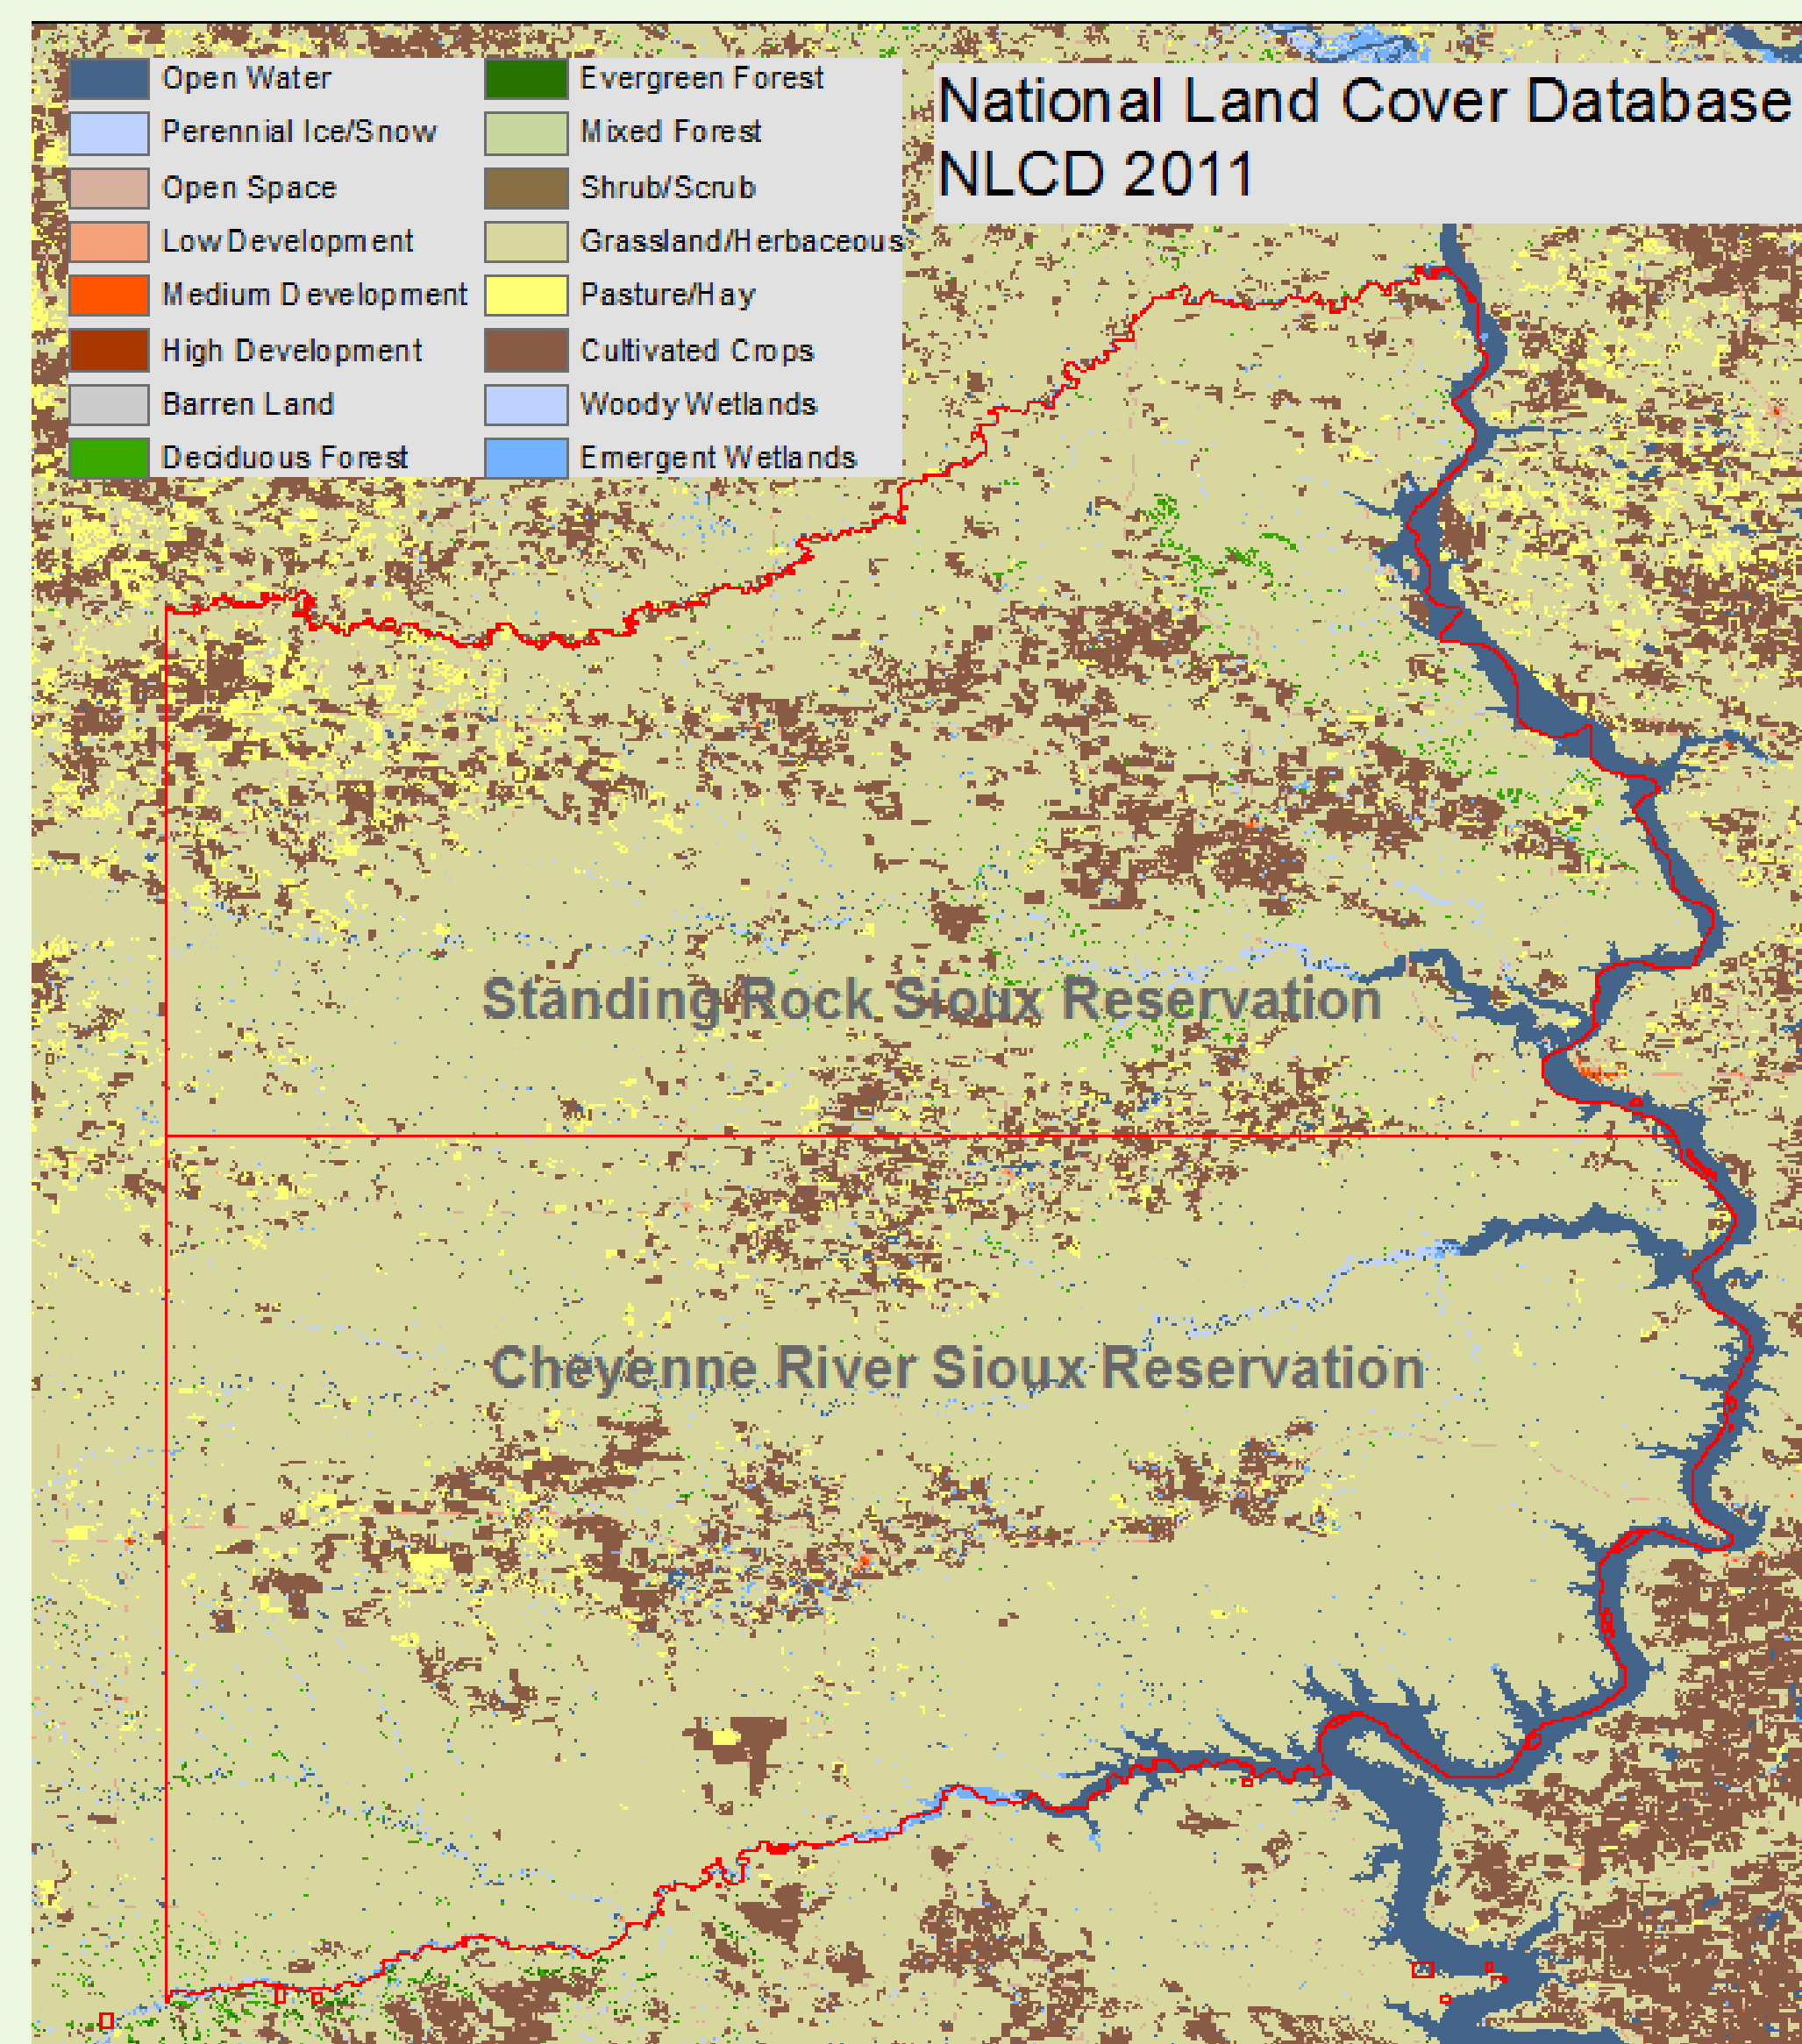 National Land Cover Database
NLCD 2011
Open Water
Perennial Ice/Snow
Open Space
Low Development
Medium Development
High Development
Barren Land
Deciduous Forest
Evergreen Forest
Mixed Forest
Shrub/Scrub
Grassland/Herbaceous
Pasture/Hay
Cultivated Crops
Woody Wetlands
Emergent Wetlands
Standing Rock Sioux Reservation
Cheyenne River Sioux Reservation